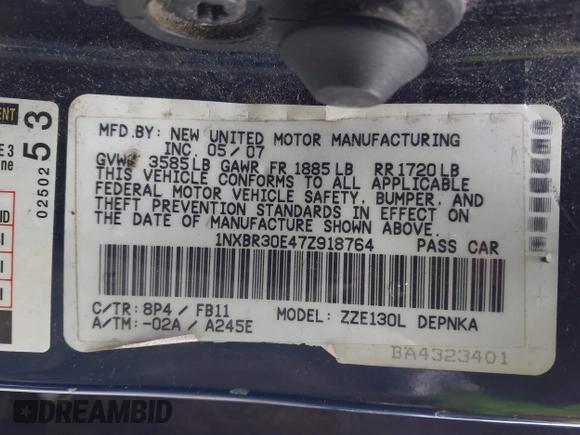 MFD.BY: NEW UNITED MOTOR MANUFACTURING
INC. 05/07
GVWR 3585LB GAWR FR 1885LB RR1720LB
THIS VEHICLE CONFORMS TO ALL APPLICABLE
FEDERAL MOTOR VEHICLE SAFETY, BUMPER, AND
THEFT PREVENTION STANDARDS IN EFFECT ON
THE DATE OF MANUFACTURE SHOWN ABOVE.
1NXBR30E47Z918764 PASS CAR
C/TR: 8P4 / FB11 MODEL: ZZE130L DEPNKA
A/TM: -02A / A245E
BA4323401
0250253
DREAMBID